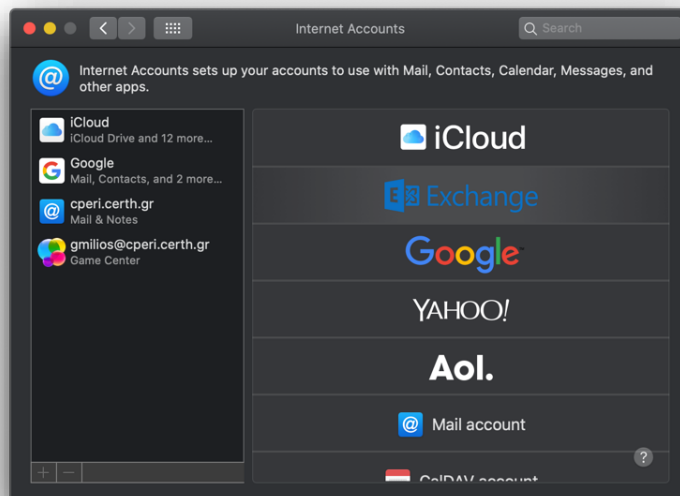 Internet Accounts
Search
Internet Accounts sets up your accounts to use with Mail, Contacts, Calendar, Messages, and
other apps.
iCloud
iCloud Drive and 12 more...
Google
Mail, Contacts, and 2 more...
cperi.certh.gr
Mail & Notes
gmilios@cperi.certh.gr
Game Center
iCloud
Exchange
Google
YAHOO!
Aol.
Mail account
CalDAV account